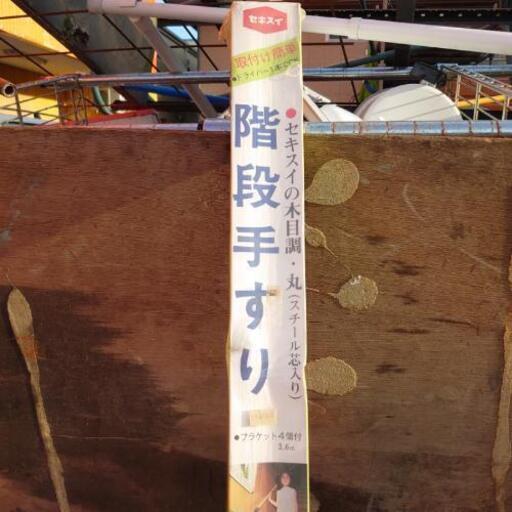 セキスイ
取付け簡単
階段手すり
●セキスイの木目調・丸(スチール芯入り)
●ブラケット4個付
3.6m